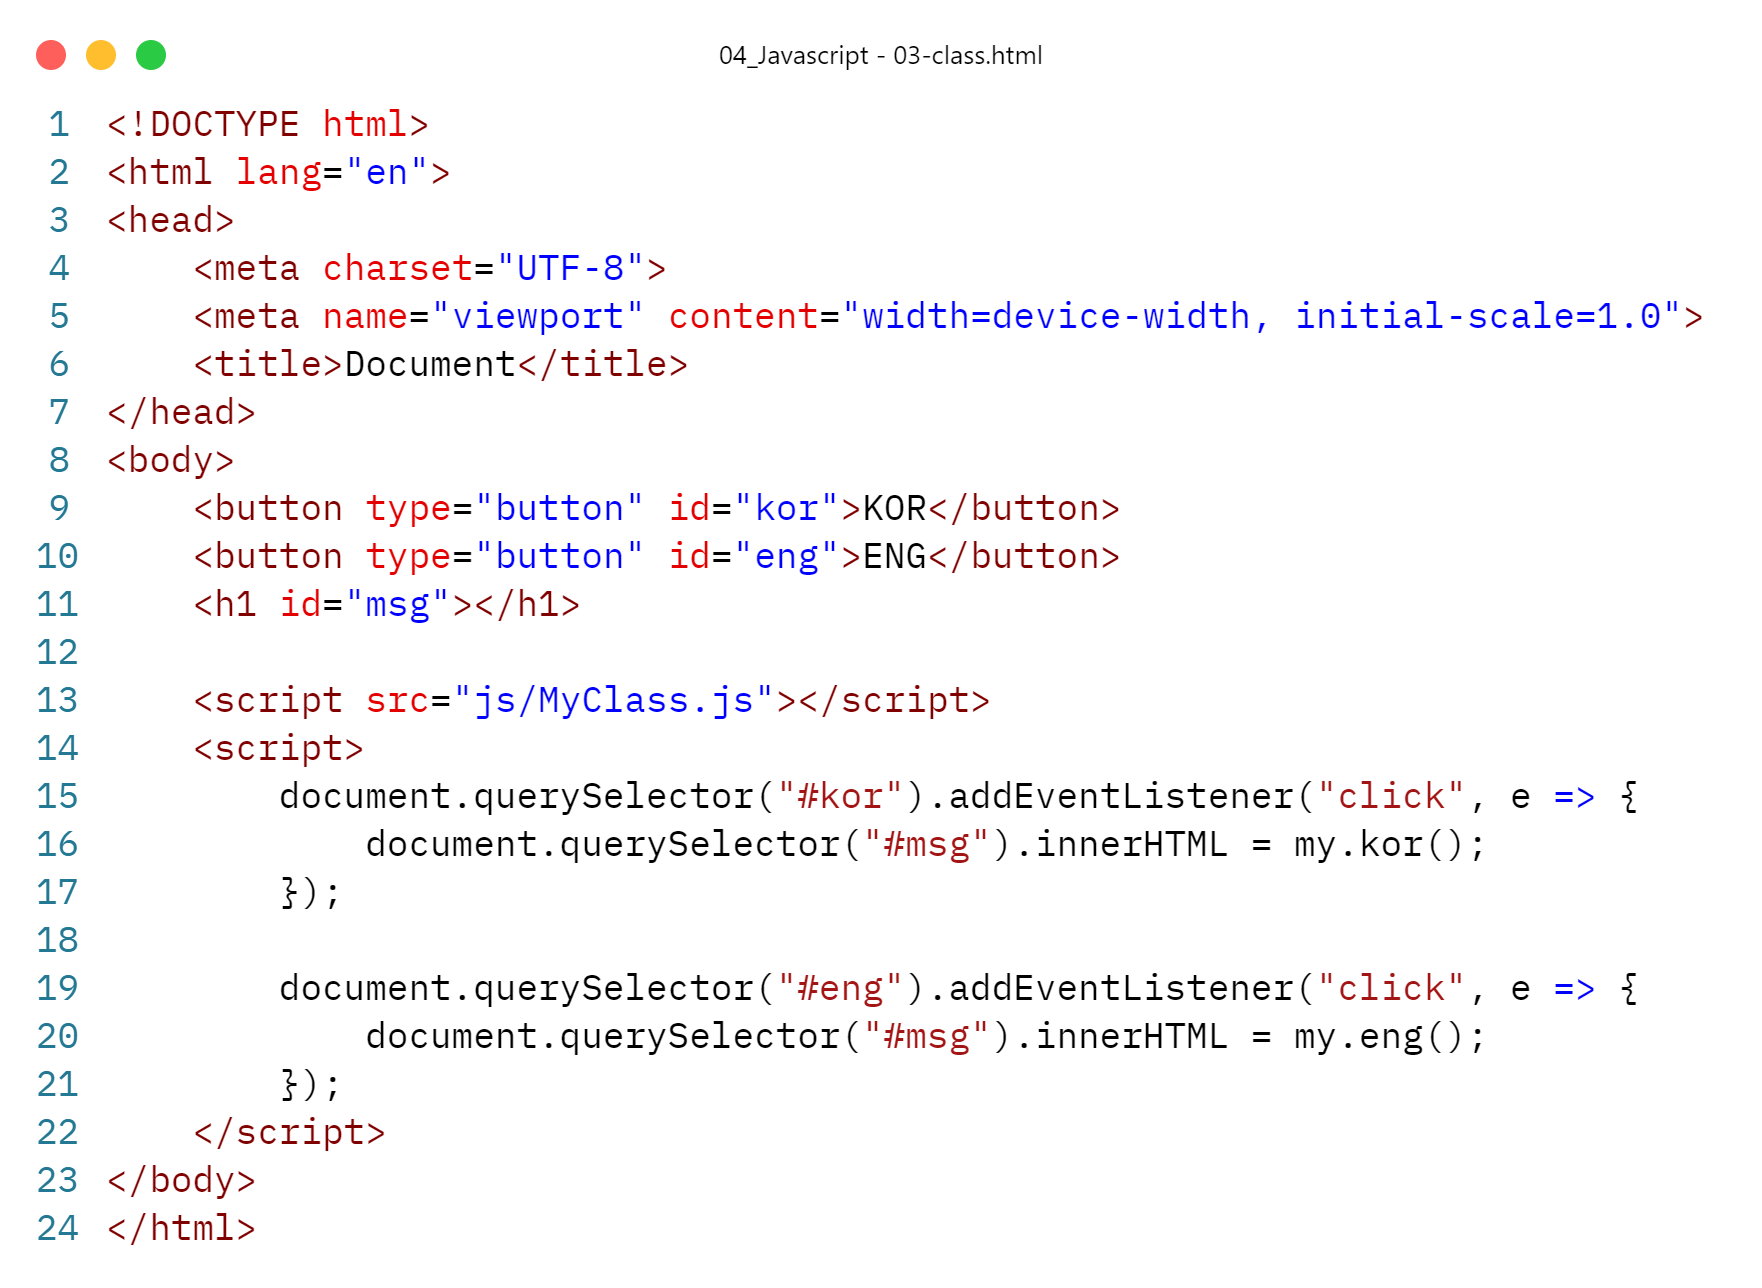 04_Javascript - 03-class.html
1 <!DOCTYPE html>
2 <html lang="en">
3 <head>
4     <meta charset="UTF-8">
5     <meta name="viewport" content="width=device-width, initial-scale=1.0">
6     <title>Document</title>
7 </head>
8 <body>
9     <button type="button" id="kor">KOR</button>
10     <button type="button" id="eng">ENG</button>
11     <h1 id="msg"></h1>
12
13     <script src="js/MyClass.js"></script>
14     <script>
15         document.querySelector("#kor").addEventListener("click", e => {
16             document.querySelector("#msg").innerHTML = my.kor();
17         });
18
19         document.querySelector("#eng").addEventListener("click", e => {
20             document.querySelector("#msg").innerHTML = my.eng();
21         });
22     </script>
23 </body>
24 </html>